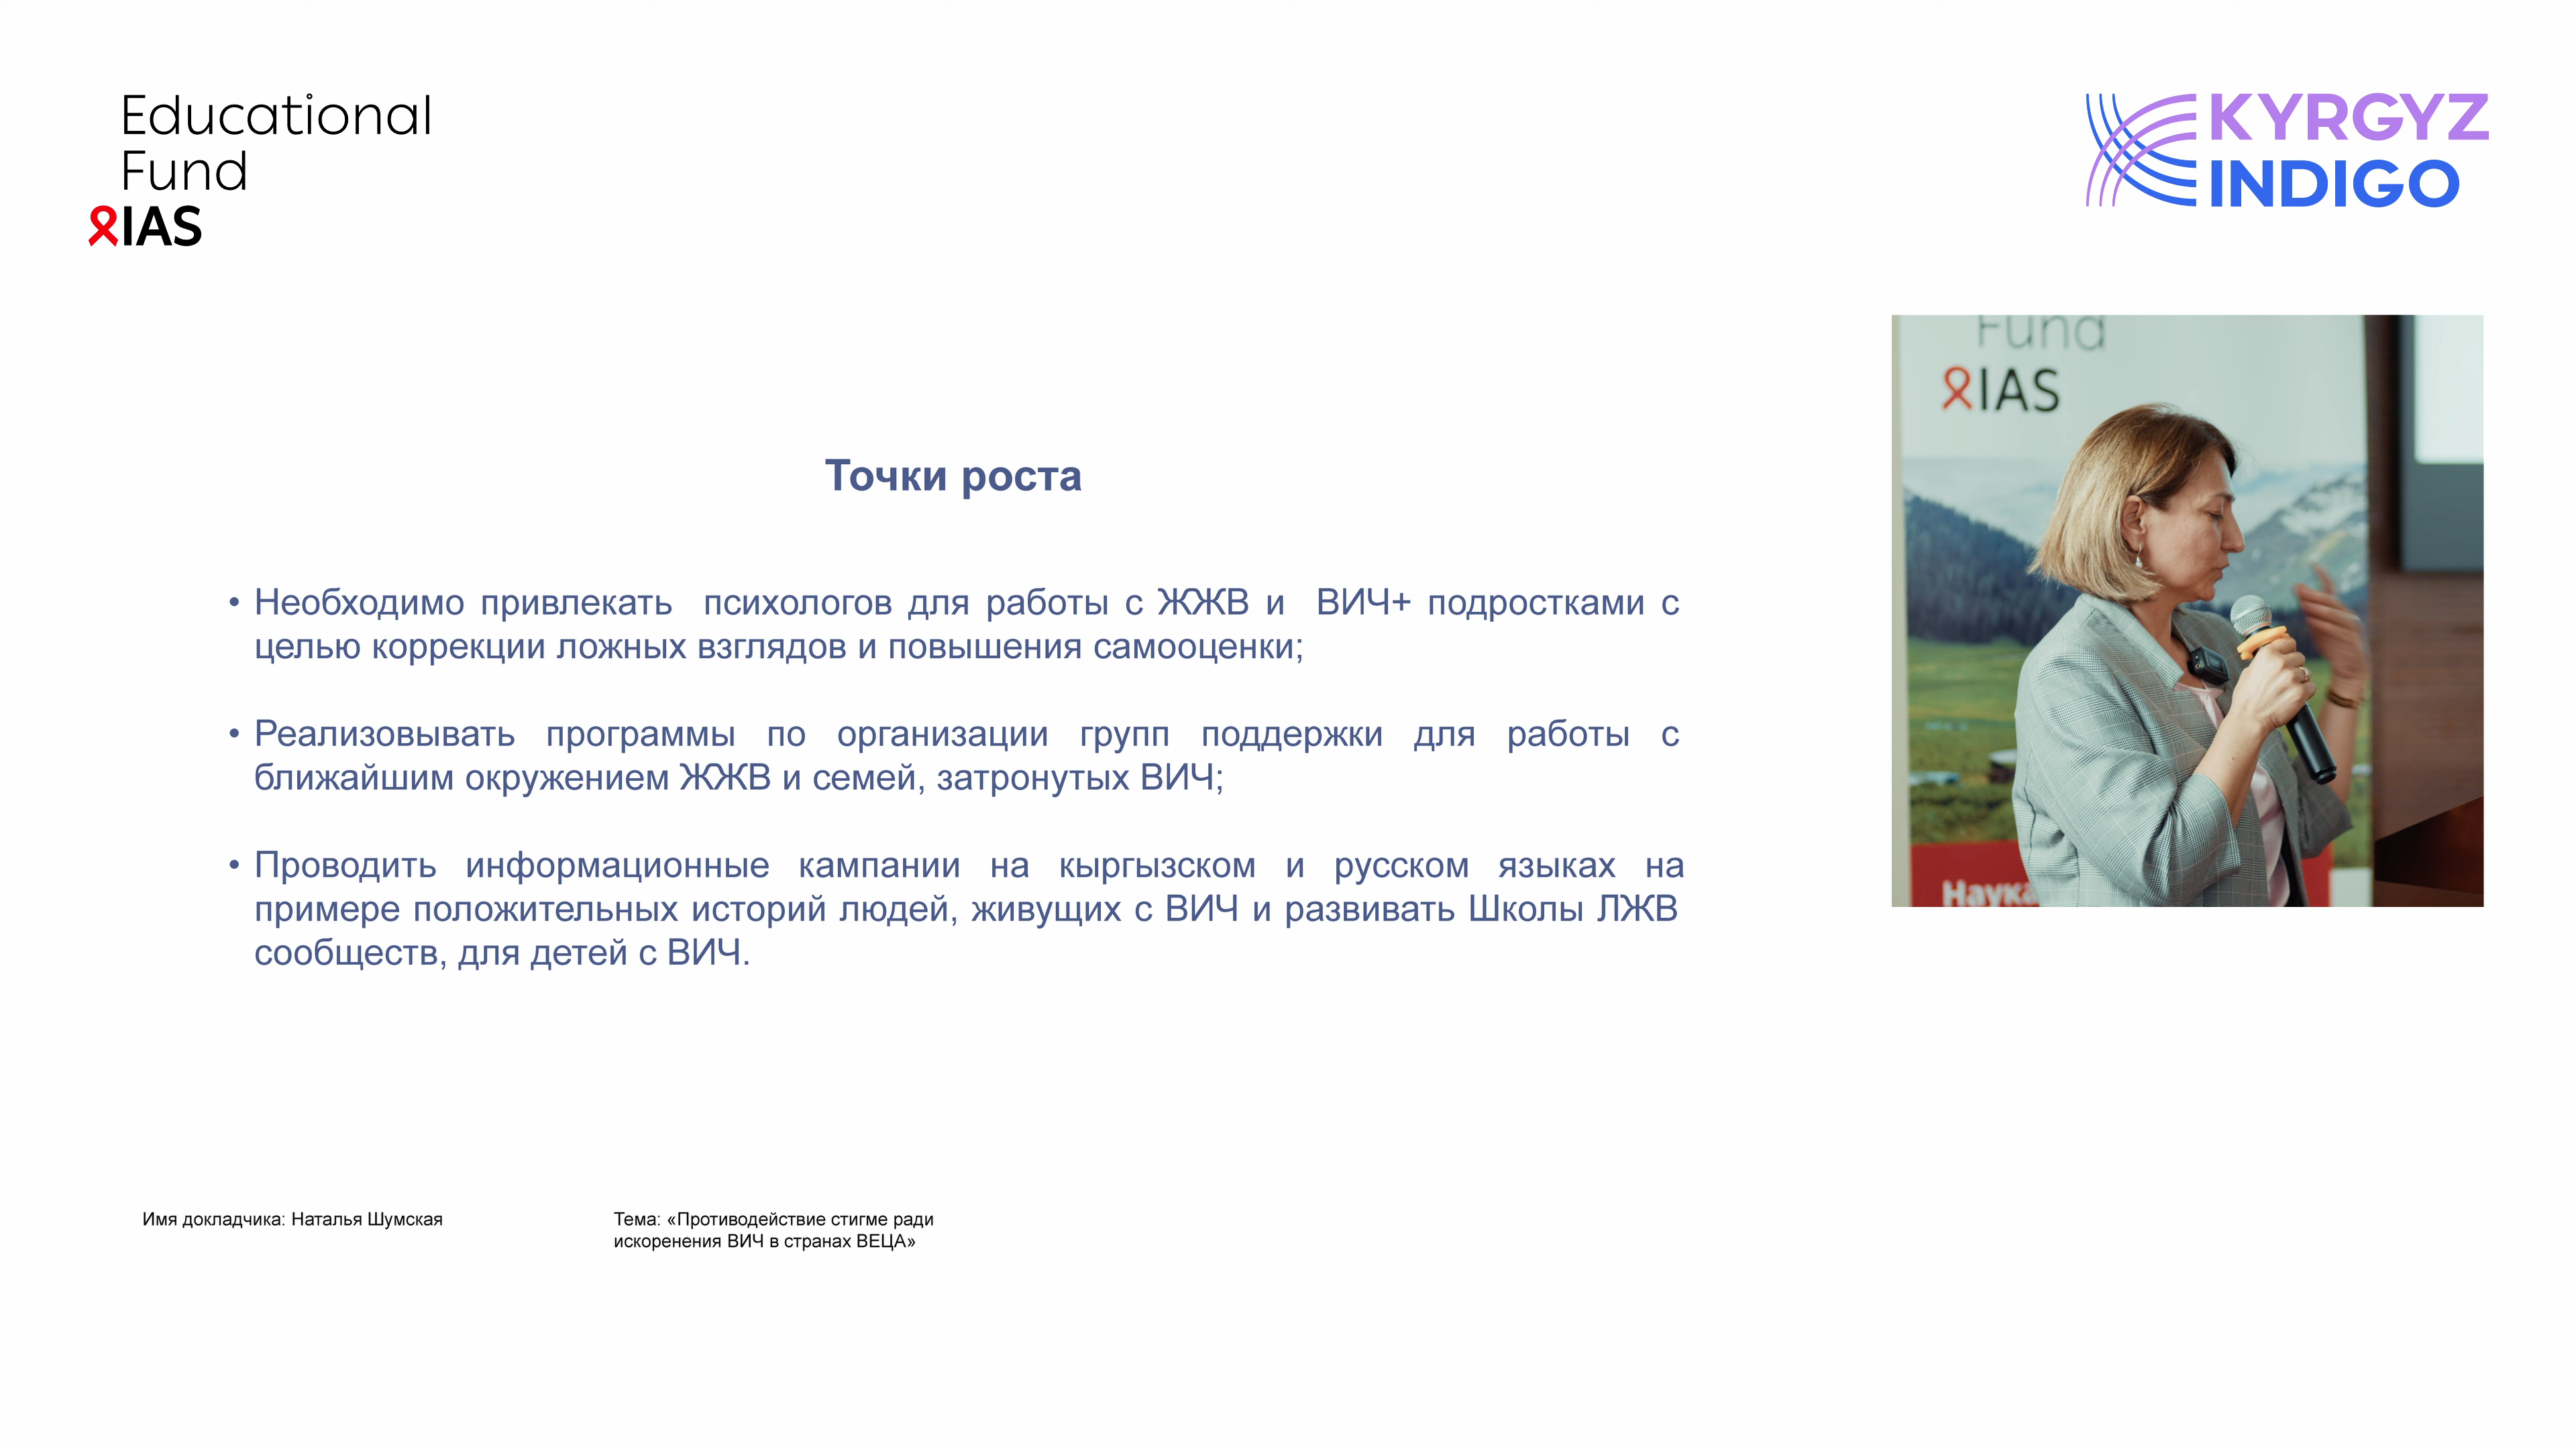 Educational
Fund
IAS
KYRGYZ
INDIGO
Fund
IAS
Наука
Точки роста
• Необходимо привлекать психологов для работы с ЖЖВ и ВИЧ+ подростками с
целью коррекции ложных взглядов и повышения самооценки;
• Реализовывать программы по организации групп поддержки для работы с
ближайшим окружением ЖЖВ и семей, затронутых ВИЧ;
• Проводить информационные кампании на кыргызском и русском языках на
примере положительных историй людей, живущих с ВИЧ и развивать Школы ЛЖВ
сообществ, для детей с ВИЧ.
Имя докладчика: Наталья Шумская
Тема: «Противодействие стигме ради
искоренения ВИЧ в странах ВЕЦА»